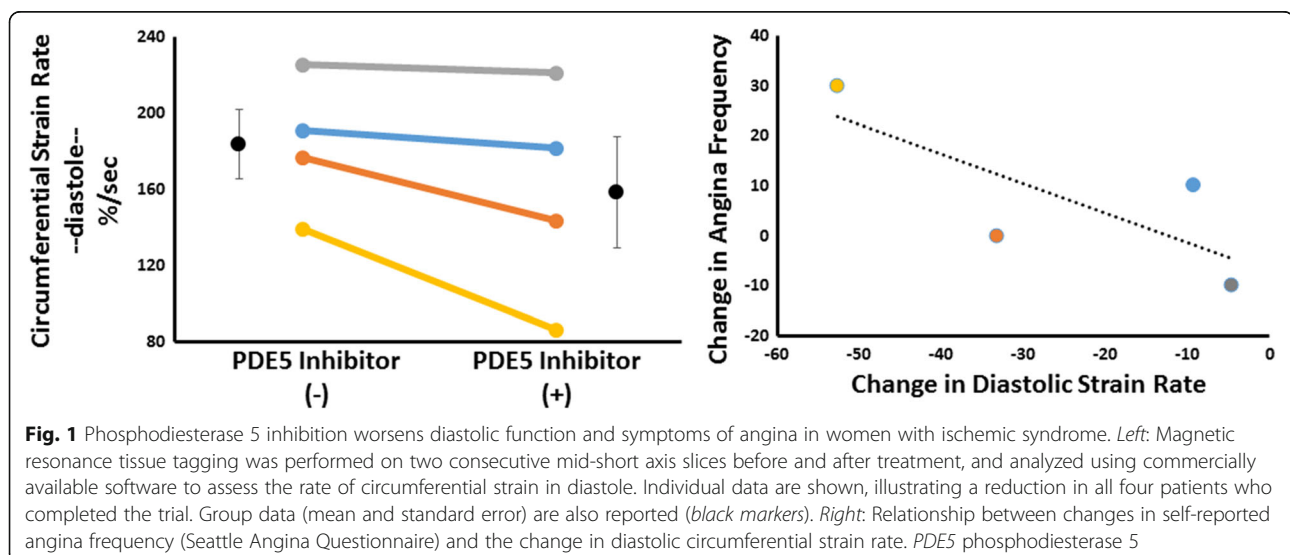 240
200
160
120
80
Circumferential Strain Rate
--diastole--
%/sec
PDE5 Inhibitor
(-)
PDE5 Inhibitor
(+)
40
30
20
10
0
-10
-20
Change in Angina Frequency
-60
-50
-40
-30
-20
-10
0
Change in Diastolic Strain Rate
Fig. 1 Phosphodiesterase 5 inhibition worsens diastolic function and symptoms of angina in women with ischemic syndrome. Left: Magnetic
resonance tissue tagging was performed on two consecutive mid-short axis slices before and after treatment, and analyzed using commercially
available software to assess the rate of circumferential strain in diastole. Individual data are shown, illustrating a reduction in all four patients who
completed the trial. Group data (mean and standard error) are also reported (black markers). Right: Relationship between changes in self-reported
angina frequency (Seattle Angina Questionnaire) and the change in diastolic circumferential strain rate. PDE5 phosphodiesterase 5